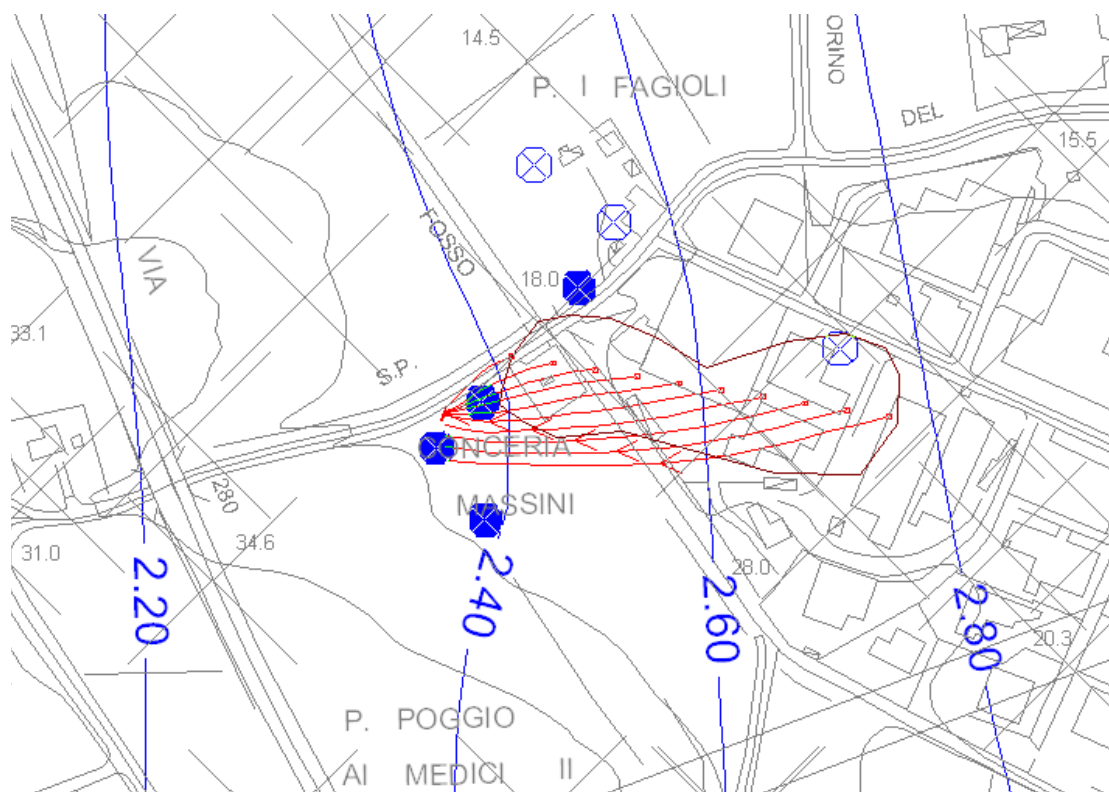 14.5
P. I FAGIOLI
ORINO
DEL
15.5
FOSSO
VIA
18.0
33.1
S.P.
CONCERIA
MASSINI
280
34.6
31.0
28.0
20.3
2.20
2.40
2.60
2.80
P. POGGIO
AI MEDICI II